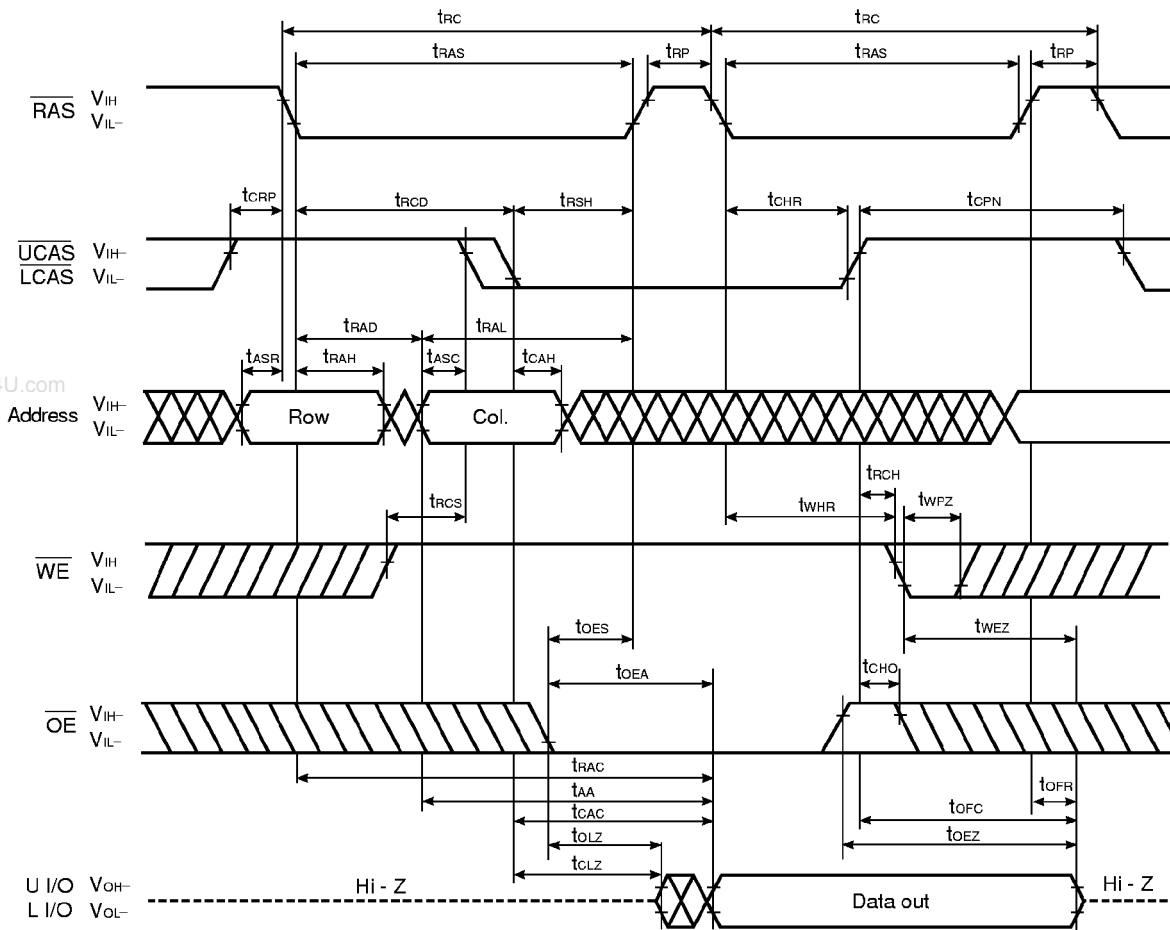 tRC tRC
tRAS tRP tRAS tRP
RAS VIH
VIL–
tCRP tRCD tRSH tCHR tCPN
UCAS VIH–
LCAS VIL–
tRAD tRAL
tASR tRAH tASC tCAH
4U.com
Address VIH–
VIL–
Row Col.
tRCH
tRCS tWHR tWPZ
WE VIH
VIL–
tOES tWEZ
tOEA tCHO
OE VIH–
VIL–
tRAC
tAA tOFR
tCAC tOFC
tOLZ tOEZ
tCLZ
U I/O VOH–
L I/O VOL–
Hi - Z Data out Hi - Z